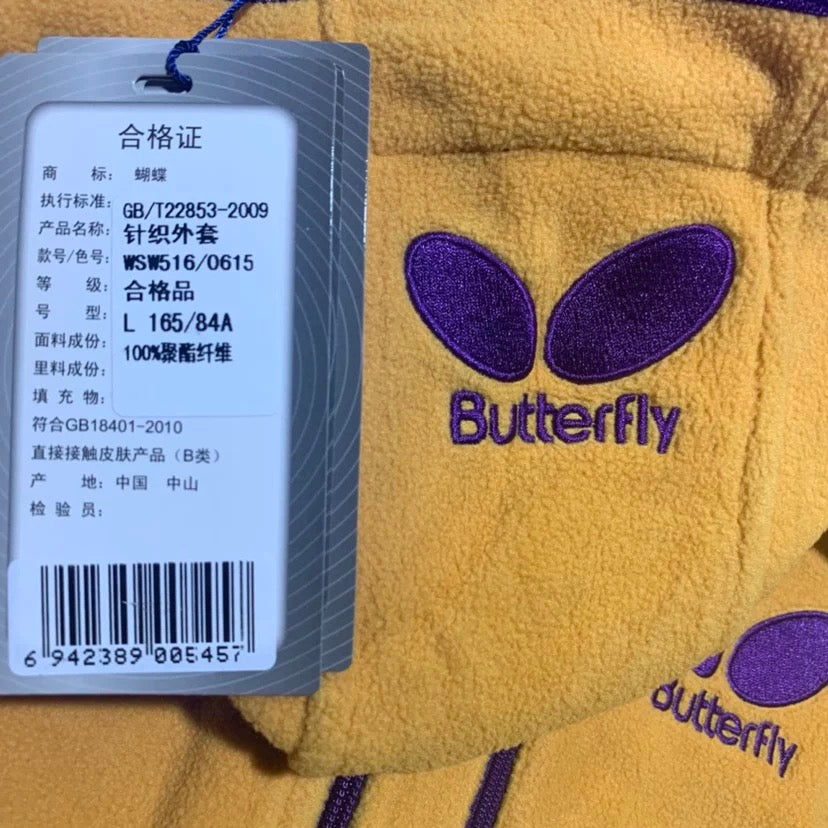 合格证
商 标: 蝴蝶
执行标准: GB/T22853-2009
产品名称: 针织外套
款号/色号: WSW516/0615
等 级: 合格品
号 型: L 165/84A
面料成份: 100%聚酯纤维
里料成份:
填 充 物:
符合GB18401-2010
直接接触皮肤产品（B类）
产 地: 中国 中山
检 验 员:
6 942389 005457
Butterfly
Butterfly